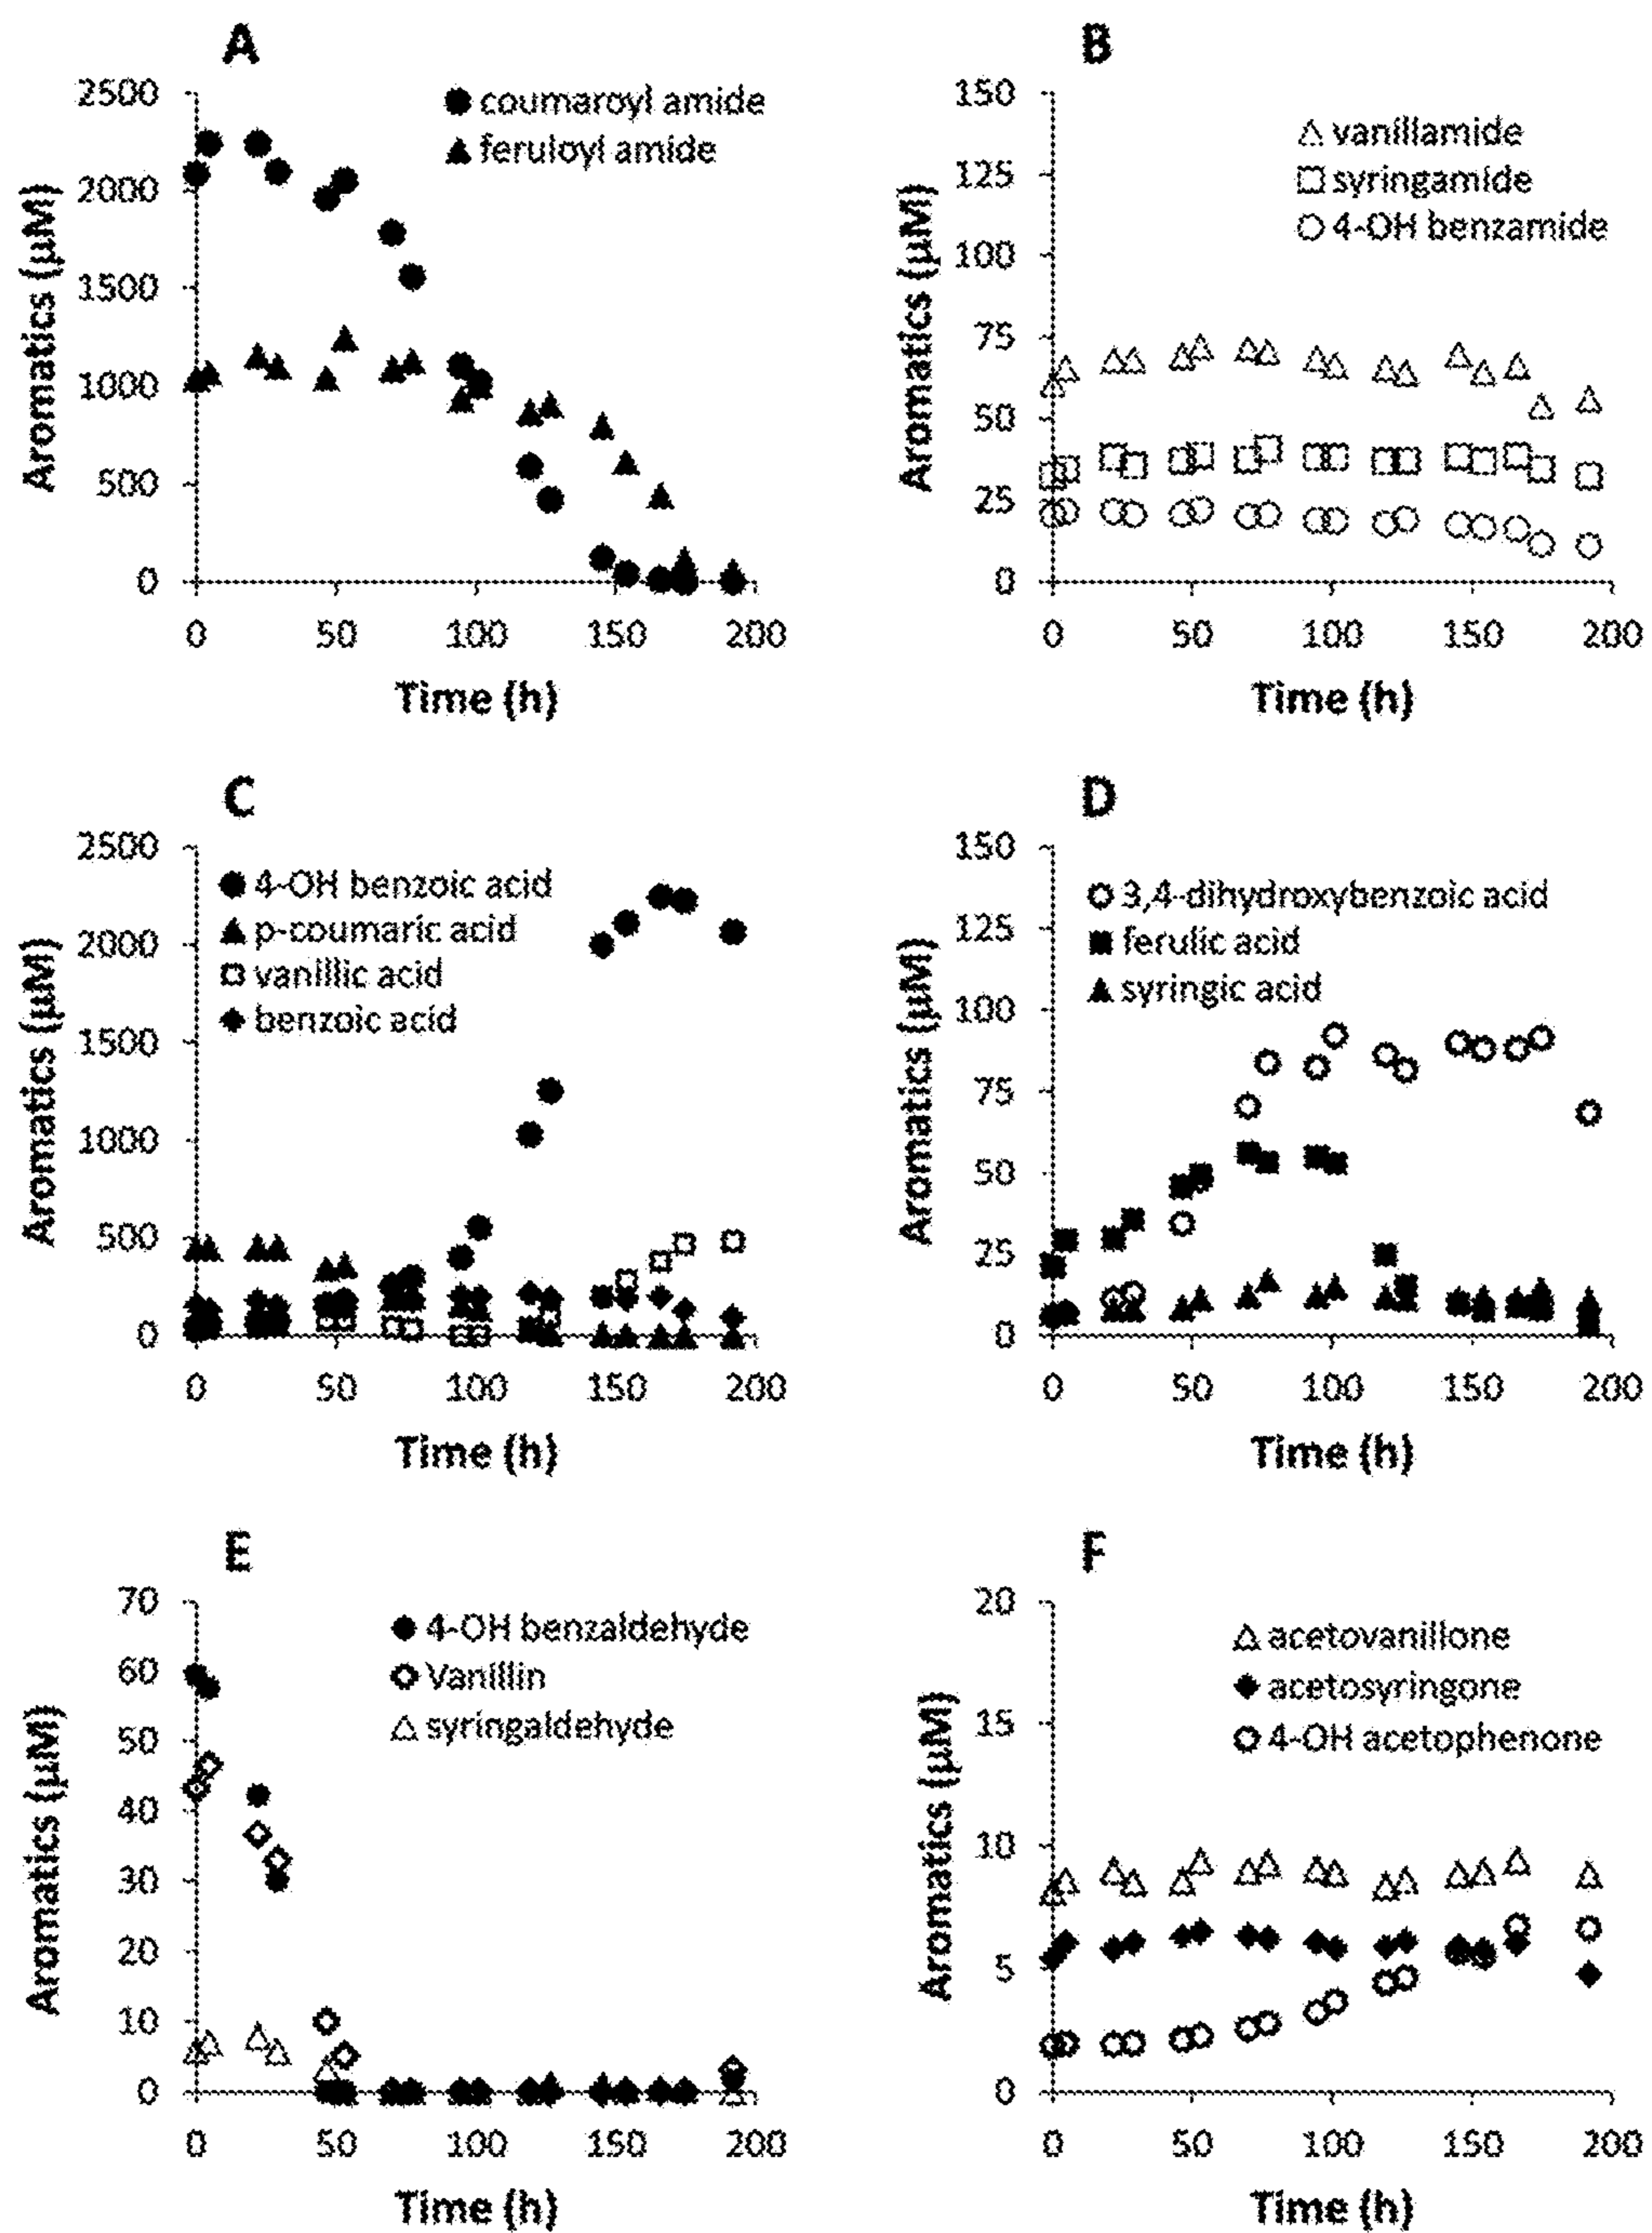 A
2500
2000
1500
1000
500
0
Aromatics (µM)
coumaroyl amide
feruloyl amide
0 50 100 150 200
Time (h)
B
150
125
100
75
50
25
0
Aromatics (µM)
vanillamide
syringamide
4-OH benzamide
0 50 100 150 200
Time (h)
C
2500
2000
1500
1000
500
0
Aromatics (µM)
4-OH benzoic acid
p-coumaric acid
vanillic acid
benzoic acid
0 50 100 150 200
Time (h)
D
150
125
100
75
50
25
0
Aromatics (µM)
3,4-dihydroxybenzoic acid
ferulic acid
syringic acid
0 50 100 150 200
Time (h)
E
70
60
50
40
30
20
10
0
Aromatics (µM)
4-OH benzaldehyde
Vanillin
syringaldehyde
0 50 100 150 200
Time (h)
F
20
15
10
5
0
Aromatics (µM)
acetovanillone
acetosyringone
4-OH acetophenone
0 50 100 150 200
Time (h)